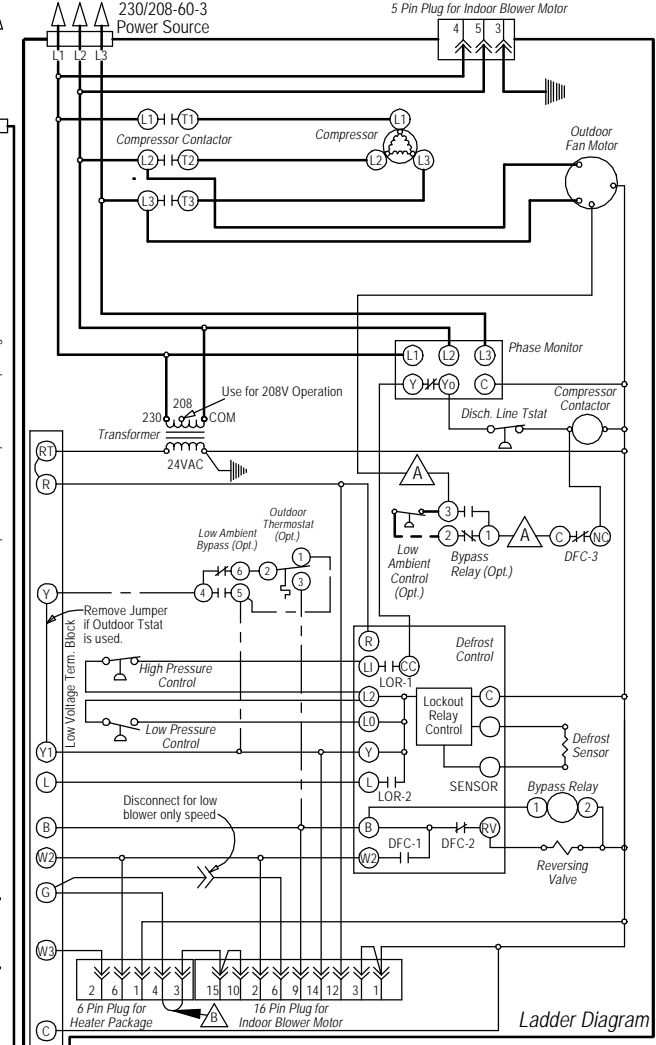 230/208-60-3
Power Source
5 Pin Plug for Indoor Blower Motor
4 5 3
L1 L2 L3
L1 T1 L1
Compressor Contactor
Compressor
Outdoor
Fan Motor
L2 T2 L2 L3
L3 T3
L1 L2 L3
Phase Monitor
Y Yo C
Use for 208V Operation
208
230 COM
Transformer
24VAC
Compressor
Contactor
Disch. Line Tstat
RT
R
A
3
2 1 A C NC
Low
Ambient
Control
(Opt.)
Bypass
Relay (Opt.)
DFC-3
Outdoor
Thermostat
(Opt.)
Low Ambient
Bypass (Opt.)
1
6 2
3
4 5
Y
Remove Jumper
if Outdoor Tstat
is used.
Low Voltage Term. Block
R
Defrost
Control
High Pressure
Control
LI CC
LOR-1
L2
Lockout
Relay
Control
C
L0
Low Pressure
Control
Defrost
Sensor
Y1
Y
SENSOR
L
L
LOR-2
Disconnect for low
blower only speed
Bypass Relay
1 2
B
B
DFC-1 DFC-2 RV
W2
W2
Reversing
Valve
G
W3
2 6 1 4 3 15 10 2 6 9 14 12 3 1
6 Pin Plug for
Heater Package
B
16 Pin Plug for
Indoor Blower Motor
Ladder Diagram
C